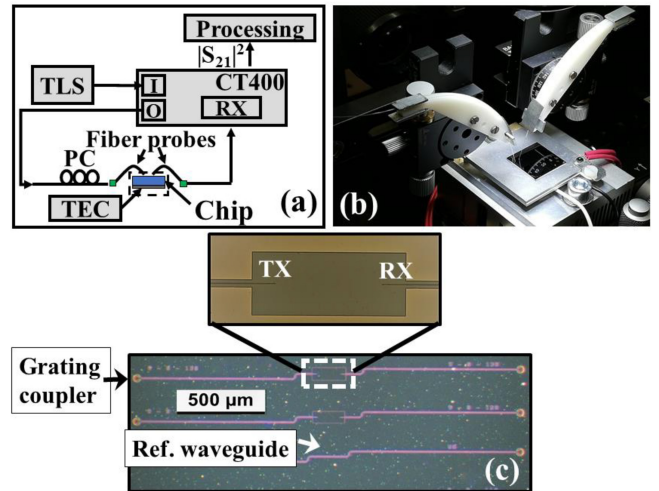 Processing
|S21|²
TLS
I
CT400
O
RX
Fiber probes
PC
TEC
Chip
(a)
(b)
TX
RX
Grating
coupler
500 µm
Ref. waveguide
(c)